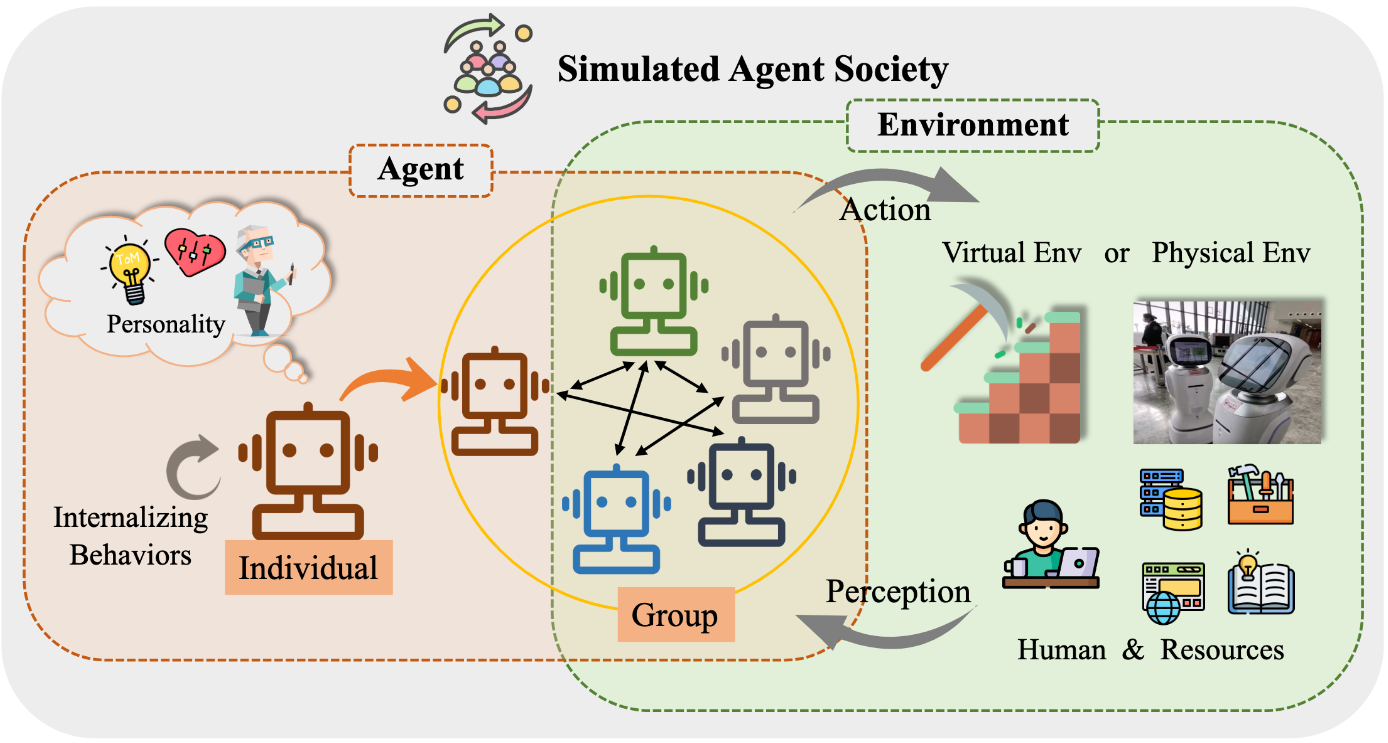 Simulated Agent Society
Environment
Agent
Action
ToM
Personality
Virtual Env or Physical Env
Internalizing
Behaviors
Individual
Group
Perception
Human & Resources